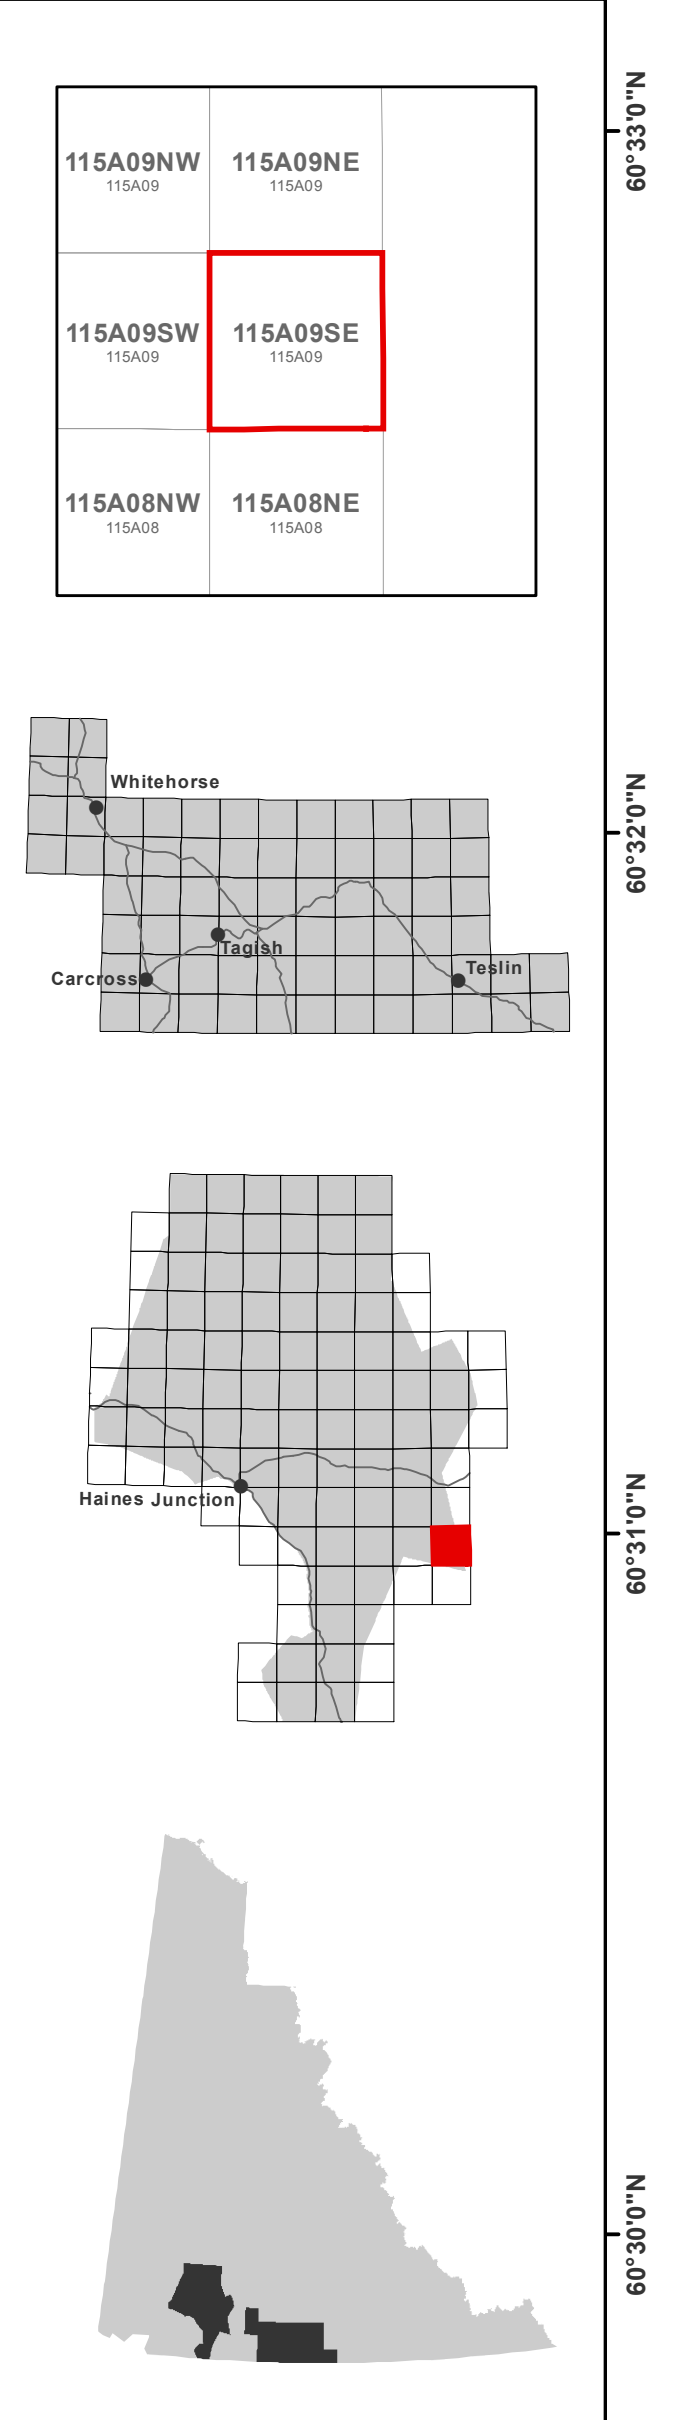 115A09NW
115A09
115A09NE
115A09
115A09SW
115A09
115A09SE
115A09
115A08NW
115A08
115A08NE
115A08
60°33'0"N
Whitehorse
60°32'0"N
Tagish
Carcross
Teslin
Haines Junction
60°31'0"N
60°30'0"N